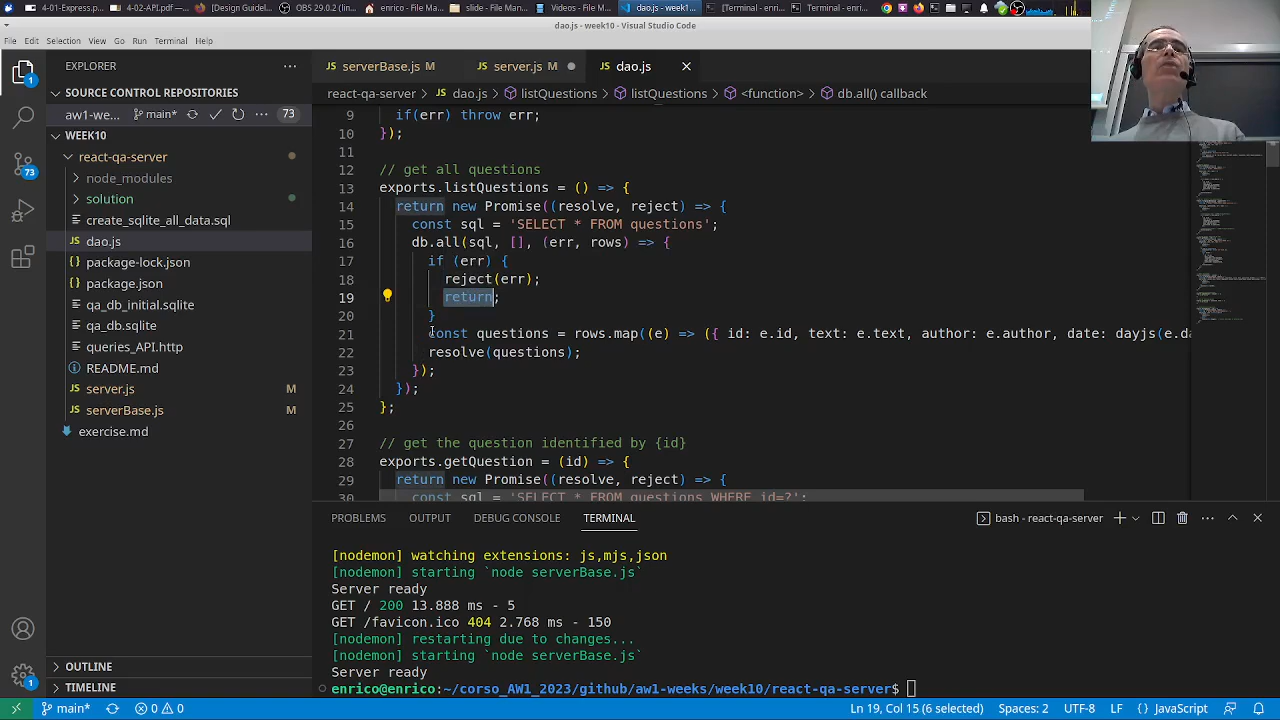 01-Express.p...
4-02-API.pdf -...
[Design Guideli...
OBS 29.0.2 (lin...
enrico - File M...
slide - File Man...
Videos - File M...
dao.js - week1...
[Terminal - en...
Terminal - enri...
dao.js - week10 - Visual Studio Code
File Edit Selection View Go Run Terminal Help
EXPLORER
serverBase.js M
server.js M
dao.js
SOURCE CONTROL REPOSITORIES
react-qa-server > dao.js > listQuestions > listQuestions > <function> > db.all() callback
aw1-we... main* 73
WEEK10
react-qa-server
node_modules
solution
create_sqlite_all_data.sql
dao.js
package-lock.json
package.json
qa_db_initial.sqlite
qa_db.sqlite
queries_API.http
README.md
server.js M
serverBase.js M
exercise.md
OUTLINE
TIMELINE
9 if(err) throw err;
10 });
11
12 // get all questions
13 exports.listQuestions = () => {
14 return new Promise((resolve, reject) => {
15 const sql = 'SELECT * FROM questions';
16 db.all(sql, [], (err, rows) => {
17 if (err) {
18 reject(err);
19 return;
20 }
21 const questions = rows.map((e) => ({ id: e.id, text: e.text, author: e.author, date: dayjs(e.da
22 resolve(questions);
23 });
24 });
25 };
26
27 // get the question identified by {id}
28 exports.getQuestion = (id) => {
29 return new Promise((resolve, reject) => {
30 const sql = 'SELECT * FROM questions WHERE id=?';
PROBLEMS OUTPUT DEBUG CONSOLE TERMINAL
bash - react-qa-server
[nodemon] watching extensions: js,mjs,json
[nodemon] starting `node serverBase.js`
Server ready
GET / 200 13.888 ms - 5
GET /favicon.ico 404 2.768 ms - 150
[nodemon] restarting due to changes...
[nodemon] starting `node serverBase.js`
Server ready
enrico@enrico:~/corso_AW1_2023/github/aw1-weeks/week10/react-qa-server$
main* 0 0 Ln 19, Col 15 (6 selected) Spaces: 2 UTF-8 LF { } JavaScript